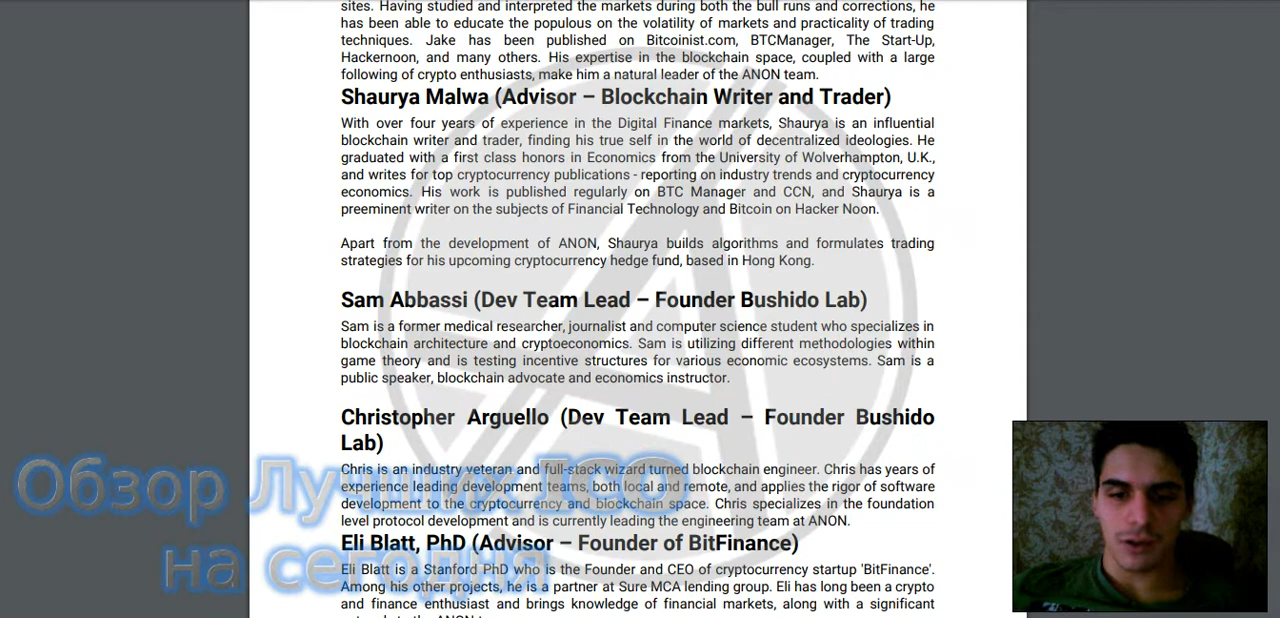 sites. Having studied and interpreted the markets during both the bull runs and corrections, he
has been able to educate the populous on the volatility of markets and practicality of trading
techniques. Jake has been published on Bitcoinist.com, BTCManager, The Start-Up,
Hackernoon, and many others. His expertise in the blockchain space, coupled with a large
following of crypto enthusiasts, make him a natural leader of the ANON team.
Shaurya Malwa (Advisor – Blockchain Writer and Trader)
With over four years of experience in the Digital Finance markets, Shaurya is an influential
blockchain writer and trader, finding his true self in the world of decentralized ideologies. He
graduated with a first class honors in Economics from the University of Wolverhampton, U.K.,
and writes for top cryptocurrency publications - reporting on industry trends and cryptocurrency
economics. His work is published regularly on BTC Manager and CCN, and Shaurya is a
preeminent writer on the subjects of Financial Technology and Bitcoin on Hacker Noon.
Apart from the development of ANON, Shaurya builds algorithms and formulates trading
strategies for his upcoming cryptocurrency hedge fund, based in Hong Kong.
Sam Abbassi (Dev Team Lead – Founder Bushido Lab)
Sam is a former medical researcher, journalist and computer science student who specializes in
blockchain architecture and cryptoeconomics. Sam is utilizing different methodologies within
game theory and is testing incentive structures for various economic ecosystems. Sam is a
public speaker, blockchain advocate and economics instructor.
Christopher Arguello (Dev Team Lead – Founder Bushido
Lab)
Chris is an industry veteran and full-stack wizard turned blockchain engineer. Chris has years of
experience leading development teams, both local and remote, and applies the rigor of software
development to the cryptocurrency and blockchain space. Chris specializes in the foundation
level protocol development and is currently leading the engineering team at ANON.
Eli Blatt, PhD (Advisor – Founder of BitFinance)
Eli Blatt is a Stanford PhD who is the Founder and CEO of cryptocurrency startup 'BitFinance'.
Among his other projects, he is a partner at Sure MCA lending group. Eli has long been a crypto
and finance enthusiast and brings knowledge of financial markets, along with a significant
Обзор Лучших ICO
на сегодня